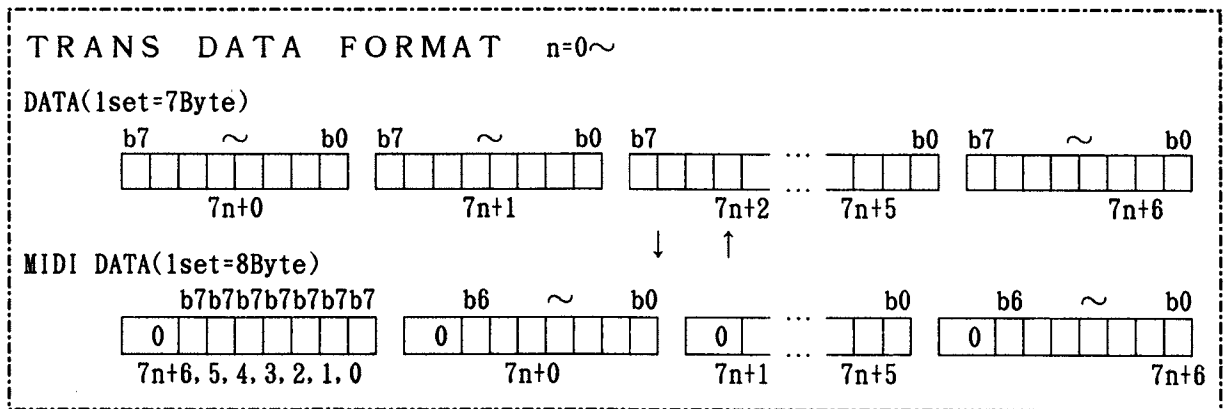 TRANS DATA FORMAT n=0～
DATA(1set=7Byte)
b7 ～ b0 b7 ～ b0 b7 ... b0 b7 ～ b0
...
7n+0 7n+1 7n+2 7n+5 7n+6
↓ ↑
MIDI DATA(1set=8Byte)
b7b7b7b7b7b7b7 b6 ～ b0 ... b0 b6 ～ b0
0 0 0 ... 0
7n+6,5,4,3,2,1,0 7n+0 7n+1 7n+5 7n+6